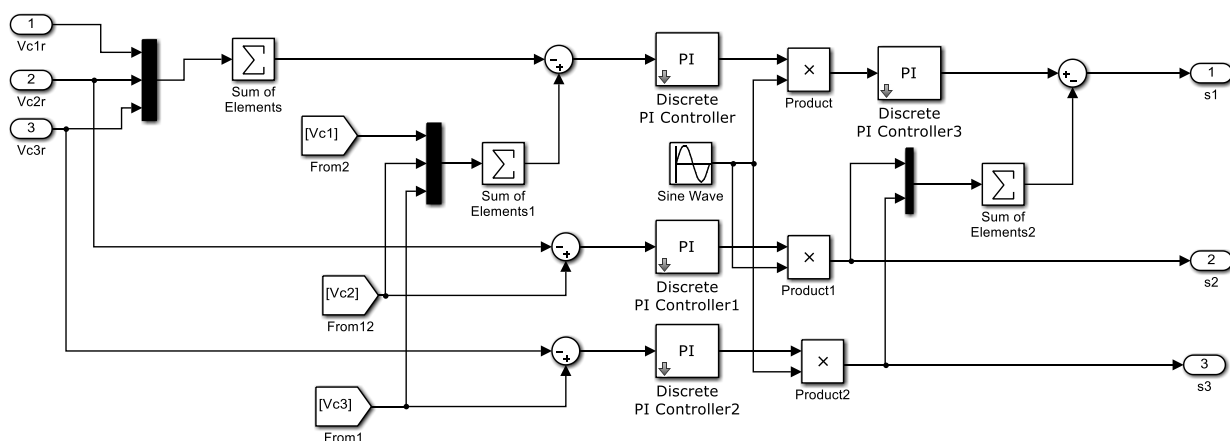 1
Vc1r
2
Vc2r
3
Vc3r
∑
Sum of
Elements
[Vc1]
From2
∑
Sum of
Elements1
[Vc2]
From12
[Vc3]
From1
-
+
-
+
-
+
PI
Discrete
PI Controller
Sine Wave
PI
Discrete
PI Controller1
PI
Discrete
PI Controller2
×
Product
×
Product1
×
Product2
PI
Discrete
PI Controller3
∑
Sum of
Elements2
+
-
1
s1
2
s2
3
s3